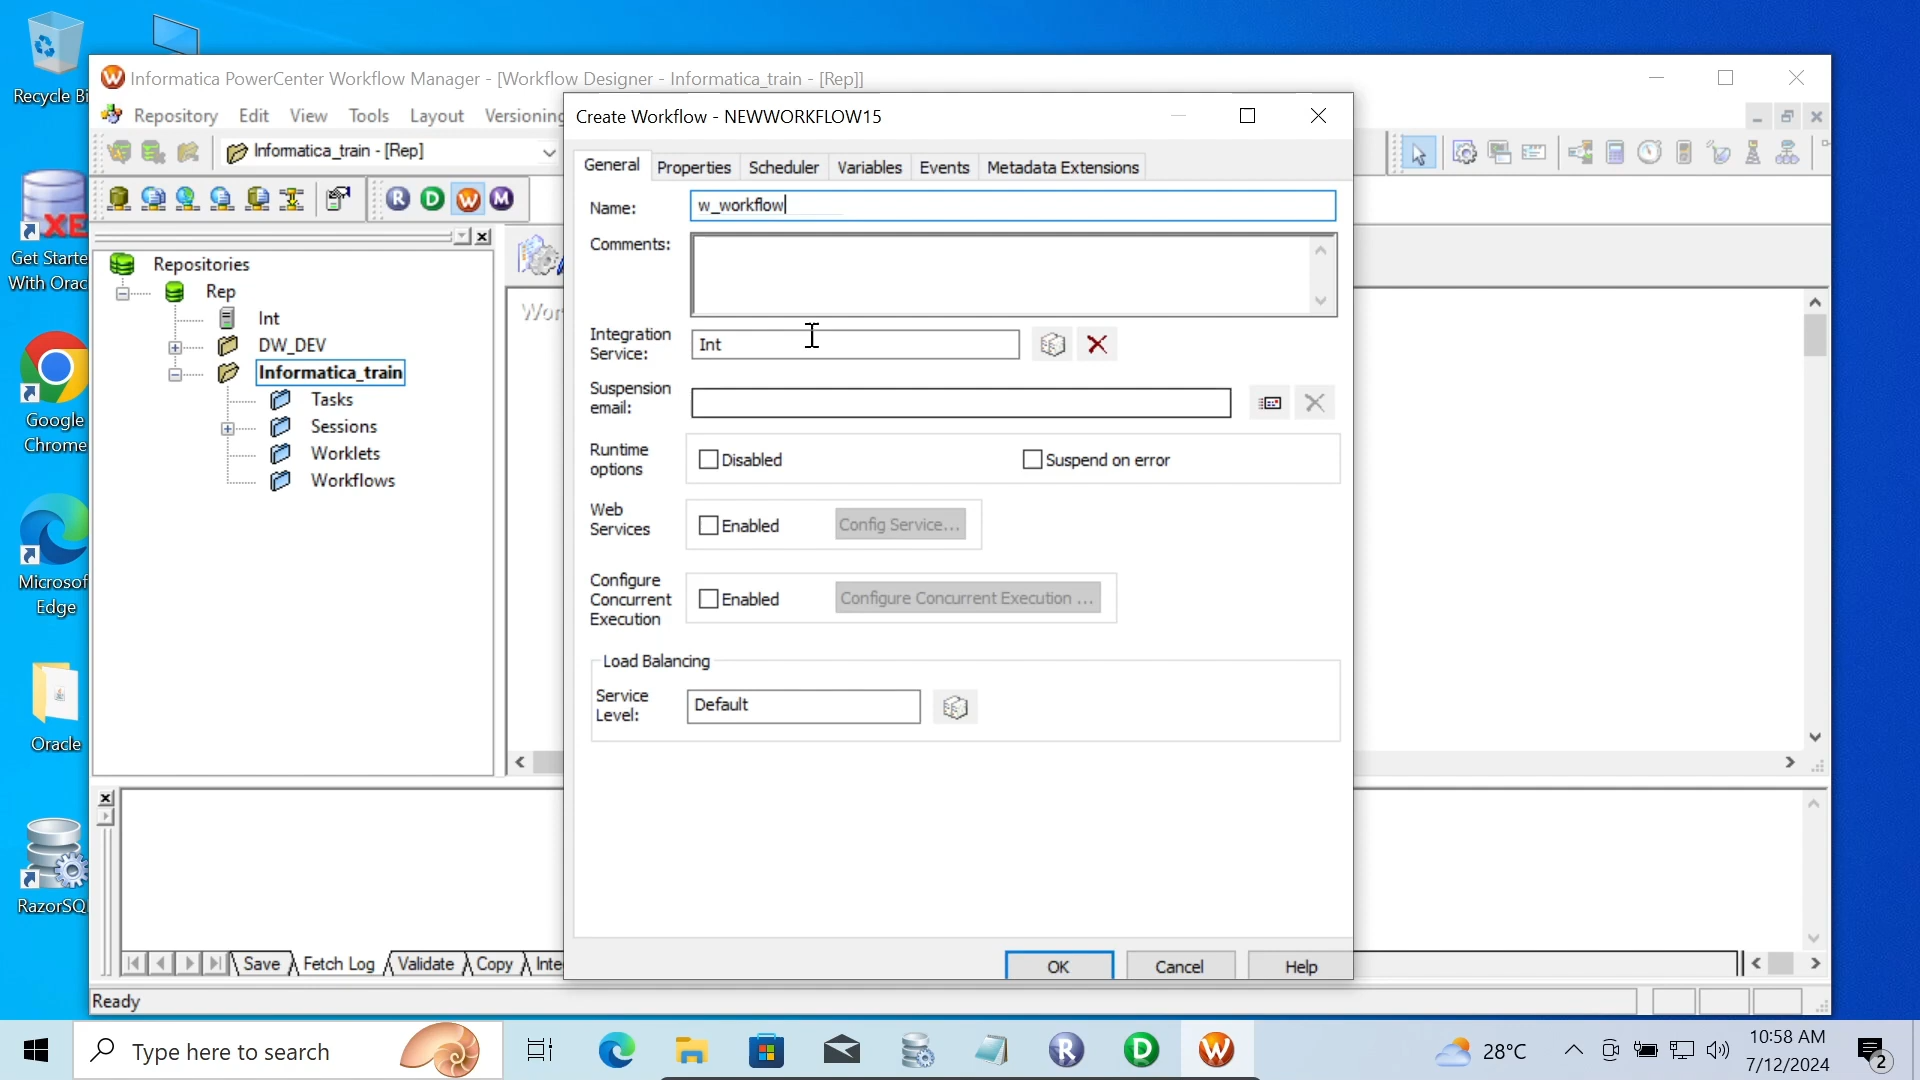 Recycle Bi
Get Starte
With Orac
Google
Chrome
Microsof
Edge
Oracle
RazorSQ
Informatica PowerCenter Workflow Manager - [Workflow Designer - Informatica_train - [Rep]]
Repository Edit View Tools Layout Versioning
Informatica_train - [Rep]
R D W M
Repositories
Rep
Int
DW_DEV
Informatica_train
Tasks
Sessions
Worklets
Workflows
Wor
Create Workflow - NEWWORKFLOW15
General Properties Scheduler Variables Events Metadata Extensions
Name: w_workflow
Comments:
Integration
Service: Int
Suspension
email:
Runtime
options Disabled Suspend on error
Web
Services Enabled Config Service...
Configure
Concurrent
Execution Enabled Configure Concurrent Execution ...
Load Balancing
Service
Level: Default
OK Cancel Help
Save Fetch Log Validate Copy Inte
Ready
Type here to search
28°C
10:58 AM
7/12/2024
2